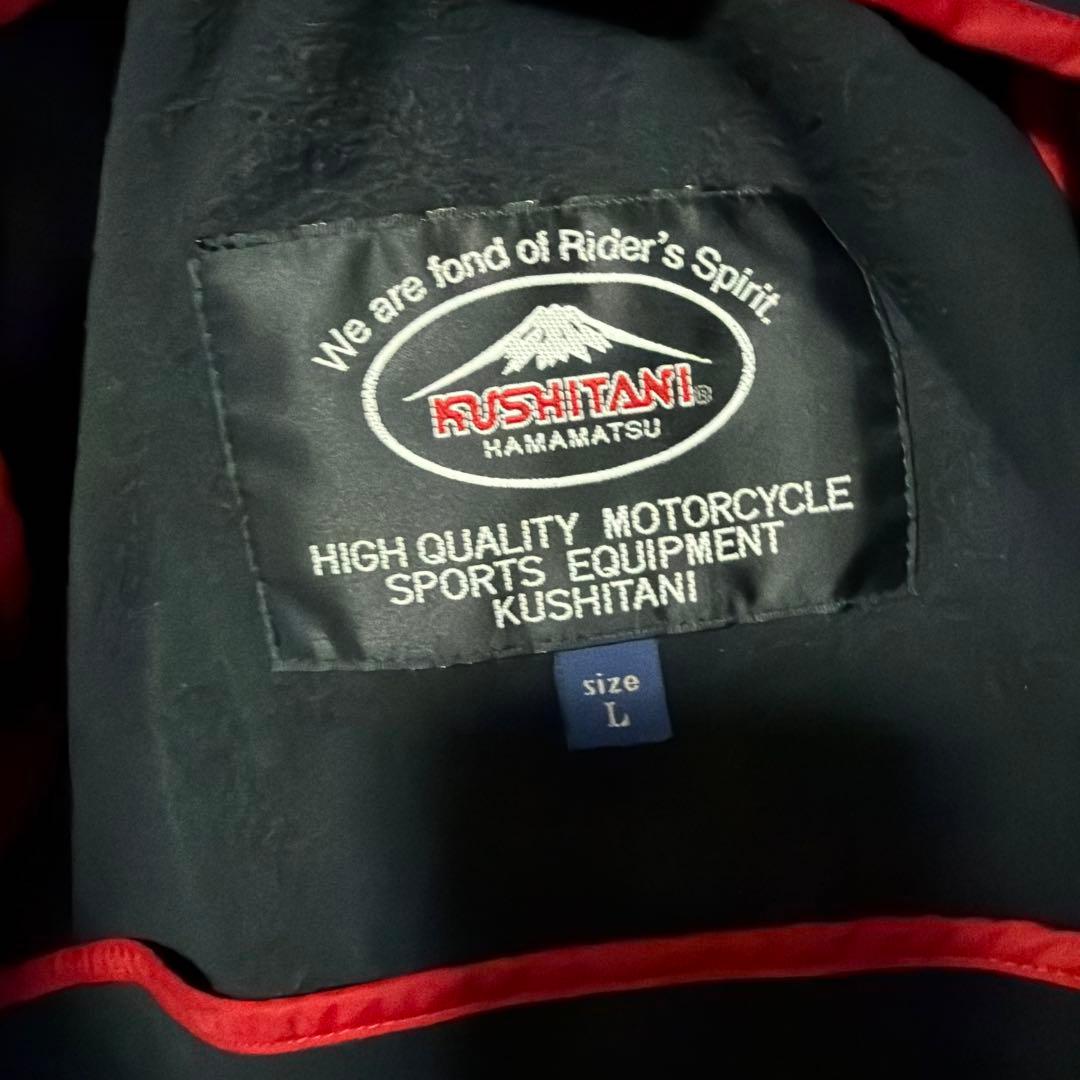 We are fond of Rider's Spirit.
KUSHITANI®
HAMAMATSU
HIGH QUALITY MOTORCYCLE
SPORTS EQUIPMENT
KUSHITANI
size
L